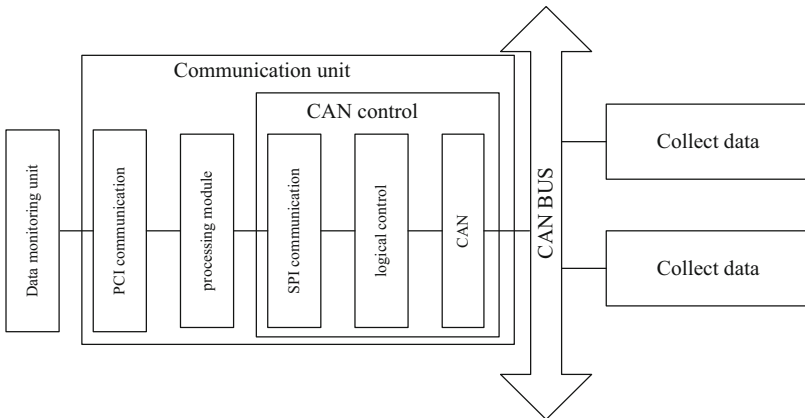 Communication unit
CAN control
Data monitoring unit
PCI communication
processing module
SPI communication
logical control
CAN
CAN BUS
Collect data
Collect data